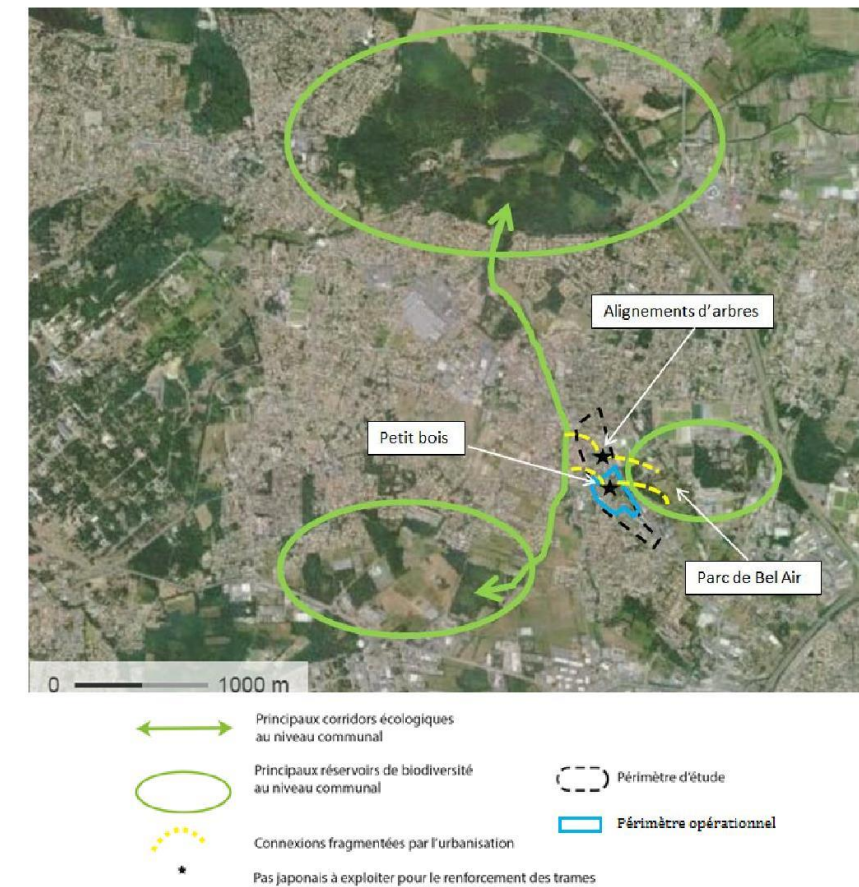 Alignements d'arbres
Petit bois
Parc de Bel Air
0 1000 m
Principaux corridors écologiques
au niveau communal
Principaux réservoirs de biodiversité
au niveau communal
Périmètre d'étude
Périmètre opérationnel
Connexions fragmentées par l'urbanisation
Pas japonais à exploiter pour le renforcement des trames